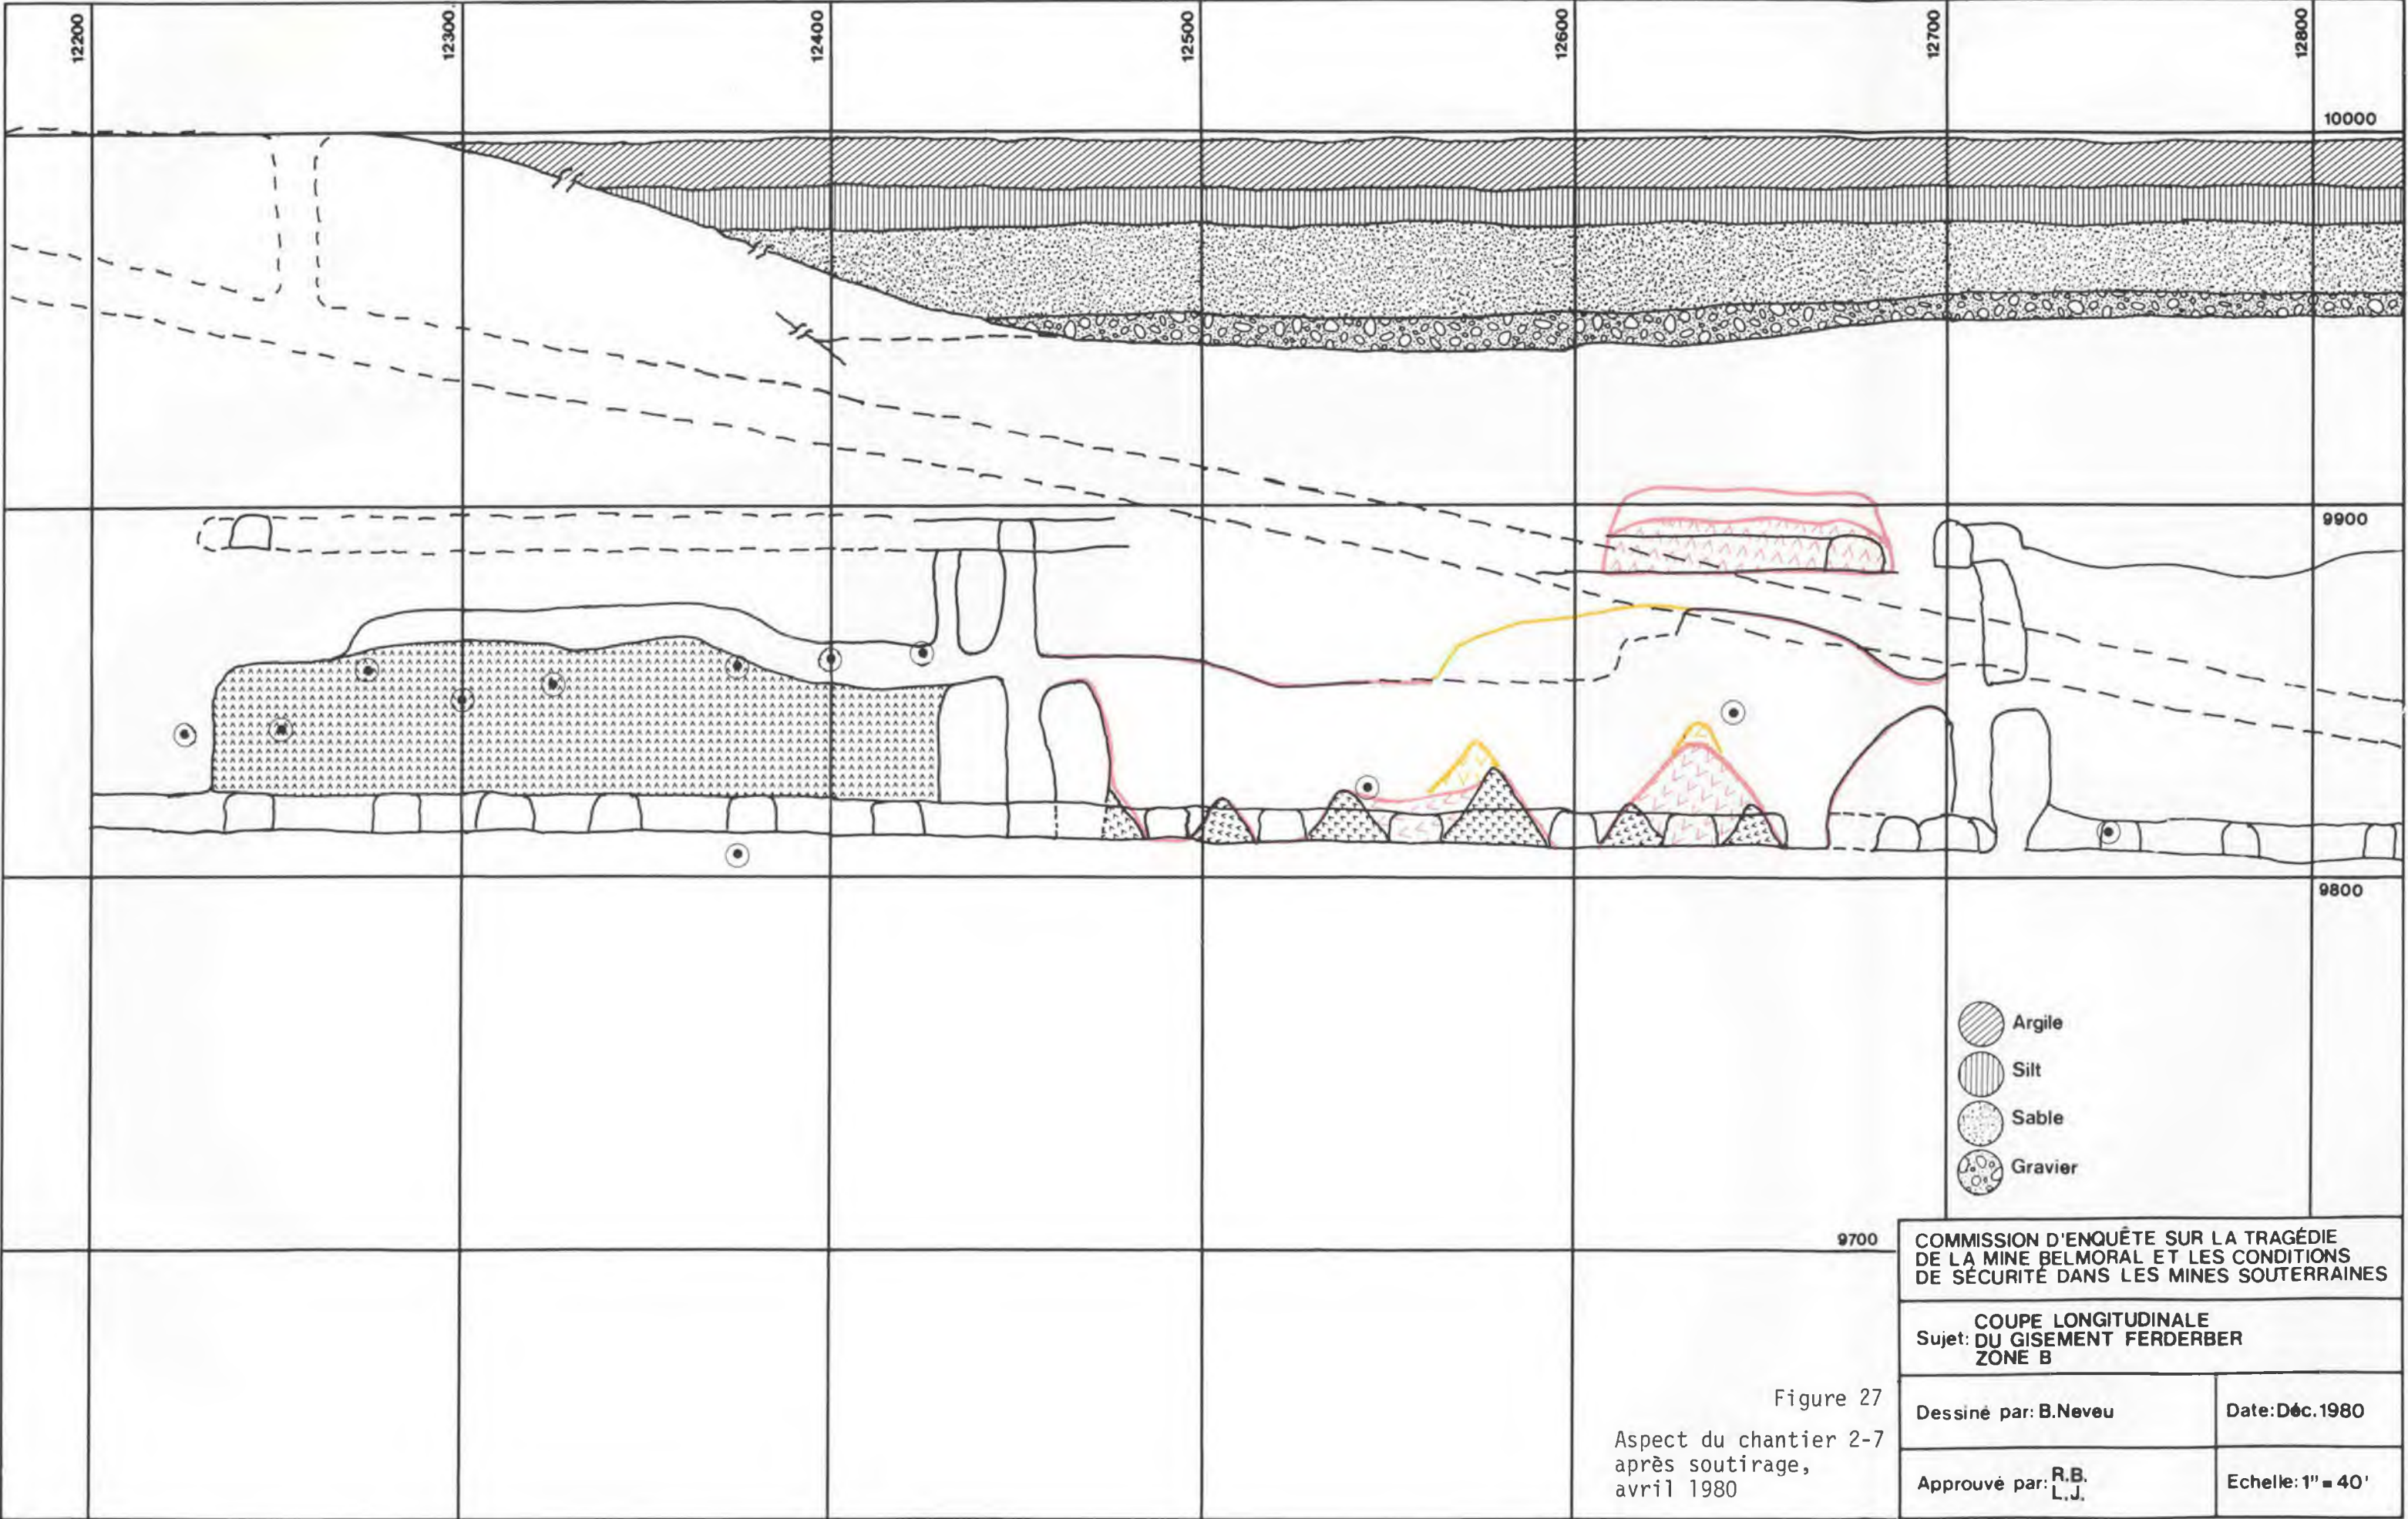 12200
12300.
12400
12500
12600
12700
12800
10000
9900
9800
Argile
Silt
Sable
Gravier
9700
COMMISSION D'ENQUÊTE SUR LA TRAGÉDIE
DE LA MINE BELMORAL ET LES CONDITIONS
DE SÉCURITÉ DANS LES MINES SOUTERRAINES
COUPE LONGITUDINALE
Sujet: DU GISEMENT FERDERBER
ZONE B
Figure 27
Aspect du chantier 2-7
après soutirage,
avril 1980
Dessiné par: B.Neveu
Date: Déc.1980
Approuvé par: R.B.
L.J.
Echelle: 1" = 40'